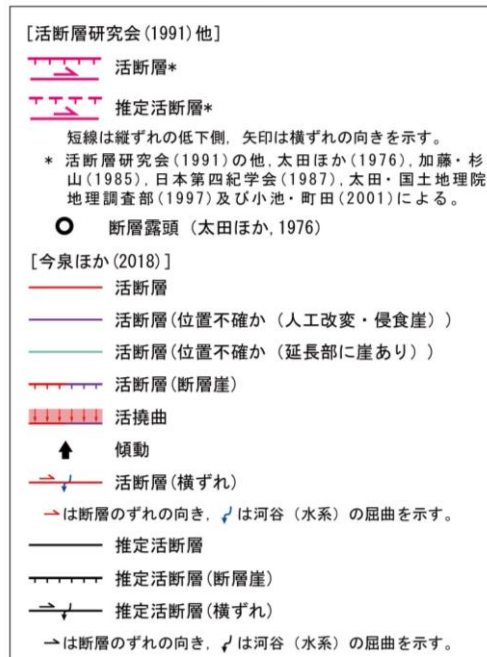 [活断層研究会(1991)他]
活断層*
推定活断層*
短線は縦ずれの低下側，矢印は横ずれの向きを示す。
* 活断層研究会(1991)の他，太田ほか(1976)，加藤・杉
山(1985)，日本第四紀学会(1987)，太田・国土地理院
地理調査部(1997)及び小池・町田(2001)による。
断層露頭 (太田ほか,1976)
[今泉ほか(2018)]
活断層
活断層(位置不確か（人工改変・侵食崖）)
活断層(位置不確か（延長部に崖あり）)
活断層(断層崖)
活撓曲
傾動
活断層(横ずれ)
は断層のずれの向き，は河谷（水系）の屈曲を示す。
推定活断層
推定活断層(断層崖)
推定活断層(横ずれ)
は断層のずれの向き，は河谷（水系）の屈曲を示す。